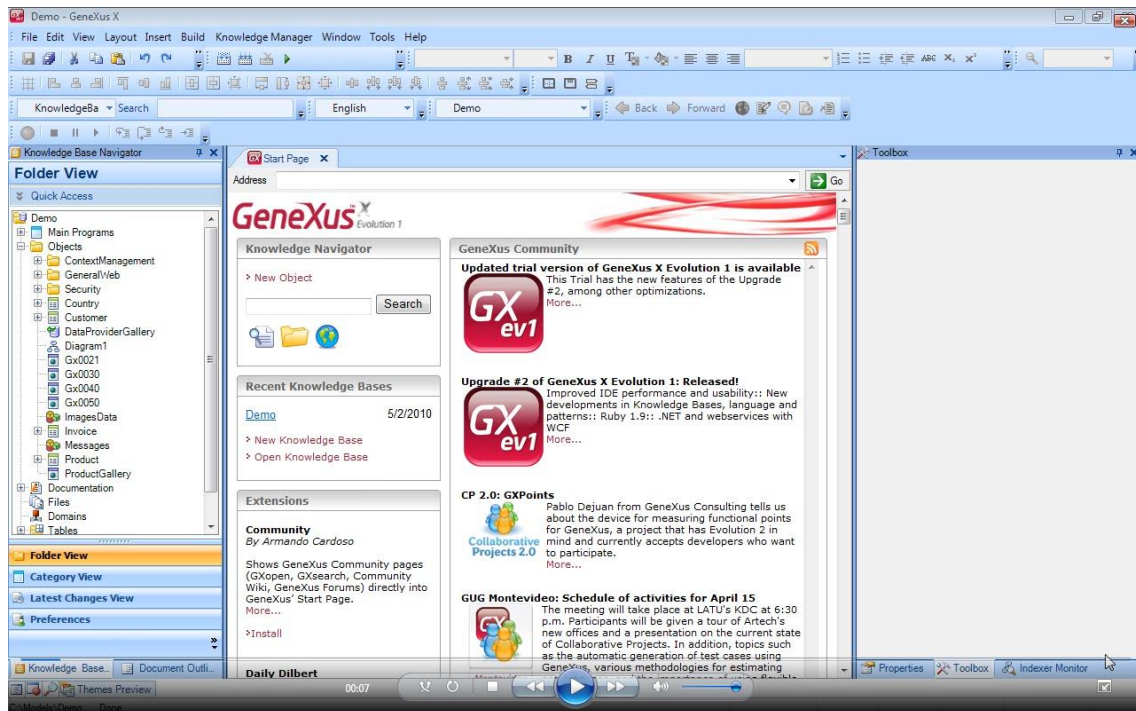 Demo - GeneXus X
File Edit View Layout Insert Build Knowledge Manager Window Tools Help
B I U ABC
KnowledgeBa Search English Demo Back Forward
Knowledge Base Navigator
Folder View
Quick Access
Demo
Main Programs
Objects
ContextManagement
GeneralWeb
Security
Country
Customer
DataProviderGallery
Diagram1
Gx0021
Gx0030
Gx0040
Gx0050
ImagesData
Invoice
Messages
Product
ProductGallery
Documentation
Files
Domains
Tables
Folder View
Category View
Latest Changes View
Preferences
Knowledge Base.. Document Outli...
Themes Preview
C:\Models\Demo Done
Start Page
Address Go
GeneXus X Evolution 1
Knowledge Navigator
New Object
Search
Recent Knowledge Bases
Demo 5/2/2010
New Knowledge Base
Open Knowledge Base
Extensions
Community
By Armando Cardoso
Shows GeneXus Community pages
(GXopen, GXsearch, Community
Wiki, GeneXus Forums) directly into
GeneXus' Start Page.
More...
Install
Daily Dilbert
GeneXus Community
Updated trial version of GeneXus X Evolution 1 is available
GX ev1
This Trial has the new features of the Upgrade
#2, among other optimizations.
More...
Upgrade #2 of GeneXus X Evolution 1: Released!
GX ev1
Improved IDE performance and usability:: New
developments in Knowledge Bases, language and
patterns:: Ruby 1.9:: .NET and webservices with
WCF
More...
CP 2.0: GXPoints
Collaborative
Projects 2.0
Pablo Dejuan from GeneXus Consulting tells us
about the device for measuring functional points
for GeneXus, a project that has Evolution 2 in
mind and currently accepts developers who want
to participate.
More...
GUG Montevideo: Schedule of activities for April 15
GX
The meeting will take place at LATU's KDC at 6:30
p.m. Participants will be given a tour of Artech's
new offices and a presentation on the current state
of Collaborative Projects. In addition, topics such
as the automatic generation of test cases using
GeneXus, various methodologies for estimating
Toolbox
Properties Toolbox Indexer Monitor
00:07